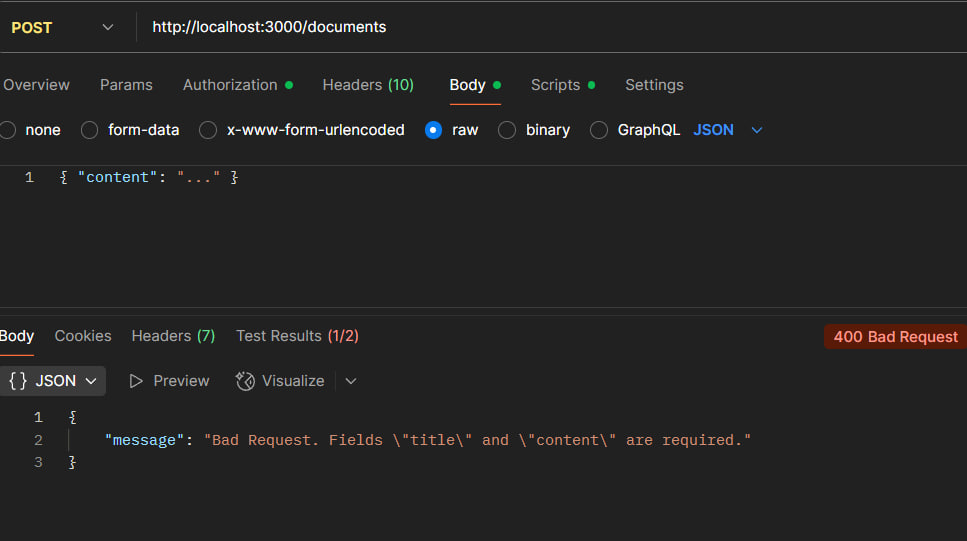 POST http://localhost:3000/documents
Overview Params Authorization Headers (10) Body Scripts Settings
none form-data x-www-form-urlencoded raw binary GraphQL JSON
1 { "content": "..." }
Body Cookies Headers (7) Test Results (1/2) 400 Bad Request
{} JSON Preview Visualize
1 {
2 "message": "Bad Request. Fields \"title\" and \"content\" are required."
3 }